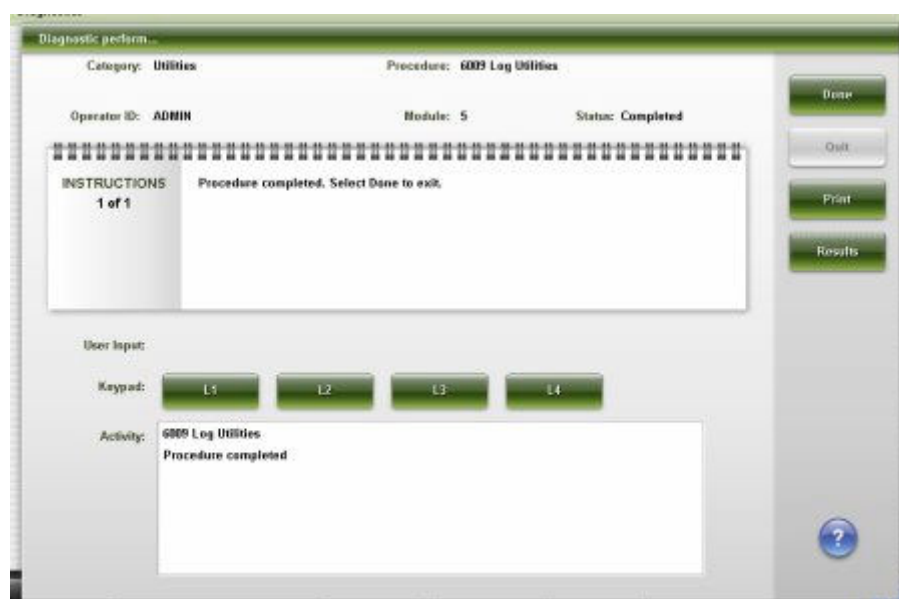 Diagnostic perform...
Category: Utilities Procedure: 6009 Log Utilities
Operator ID: ADMIN Module: 5 Status: Completed
INSTRUCTIONS
1 of 1
Procedure completed. Select Done to exit.
Done
Quit
Print
Results
User Input:
Keypad: L1 L2 L3 L4
Activity: 6009 Log Utilities
Procedure completed
?